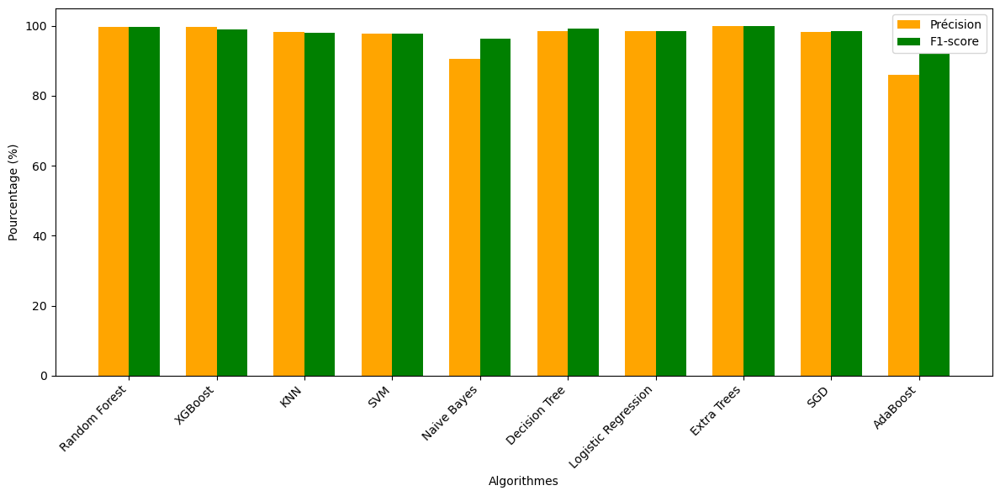 Précision
F1-score
Pourcentage (%)
100
80
60
40
20
0
Random Forest
XGBoost
KNN
SVM
Naive Bayes
Decision Tree
Logistic Regression
Extra Trees
SGD
AdaBoost
Algorithmes